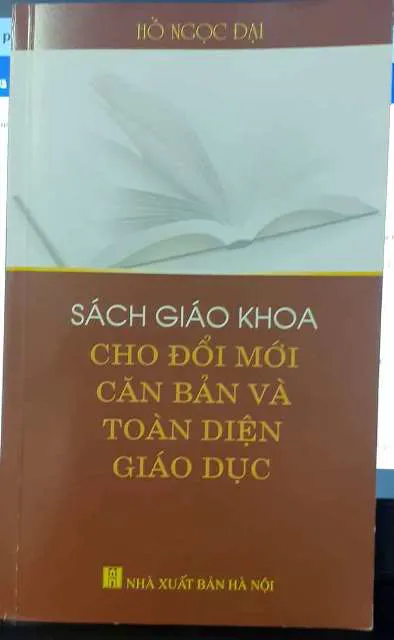 HỒ NGỌC ĐẠI
SÁCH GIÁO KHOA
CHO ĐỔI MỚI
CĂN BẢN VÀ
TOÀN DIỆN
GIÁO DỤC
NHÀ XUẤT BẢN HÀ NỘI